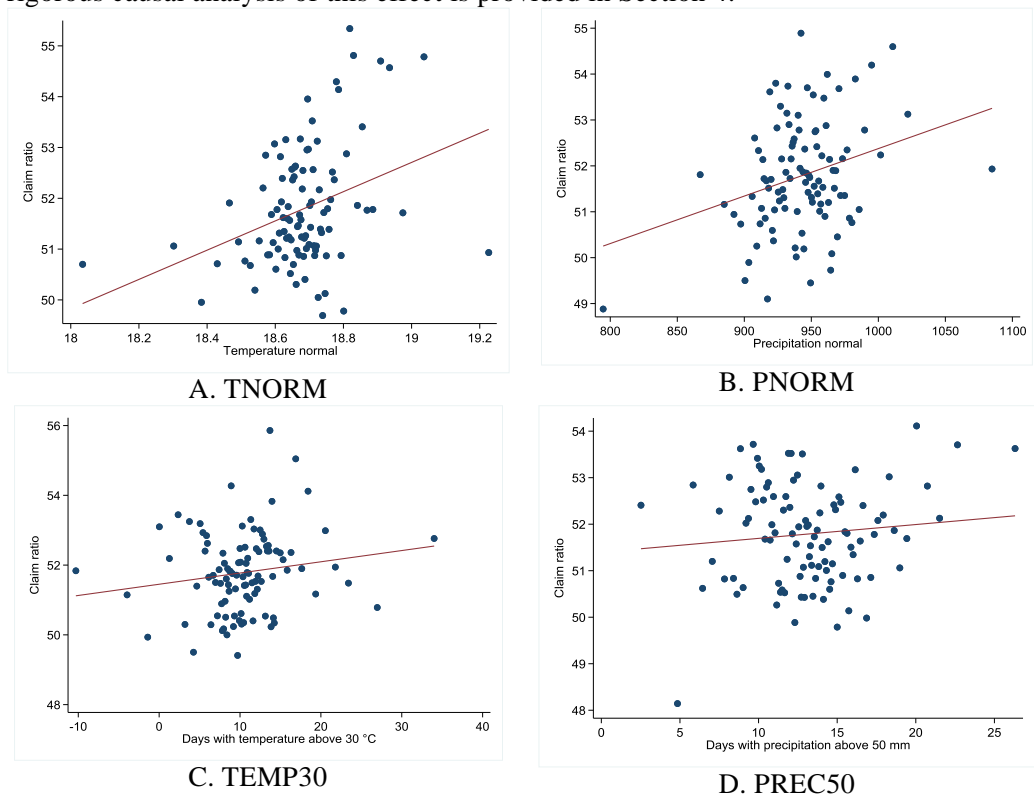 rigorous causal analysis of this effect is provided in Section 4.
55
54
53
52
51
50
Claim ratio
18 18.2 18.4 18.6 18.8 19 19.2
Temperature normal
A. TNORM
55
54
53
52
51
50
49
Claim ratio
800 850 900 950 1000 1050 1100
Precipitation normal
B. PNORM
56
54
52
50
48
Claim ratio
-10 0 10 20 30 40
Days with temperature above 30 °C
C. TEMP30
54
53
52
51
50
49
48
Claim ratio
0 5 10 15 20 25
Days with precipitation above 50 mm
D. PREC50